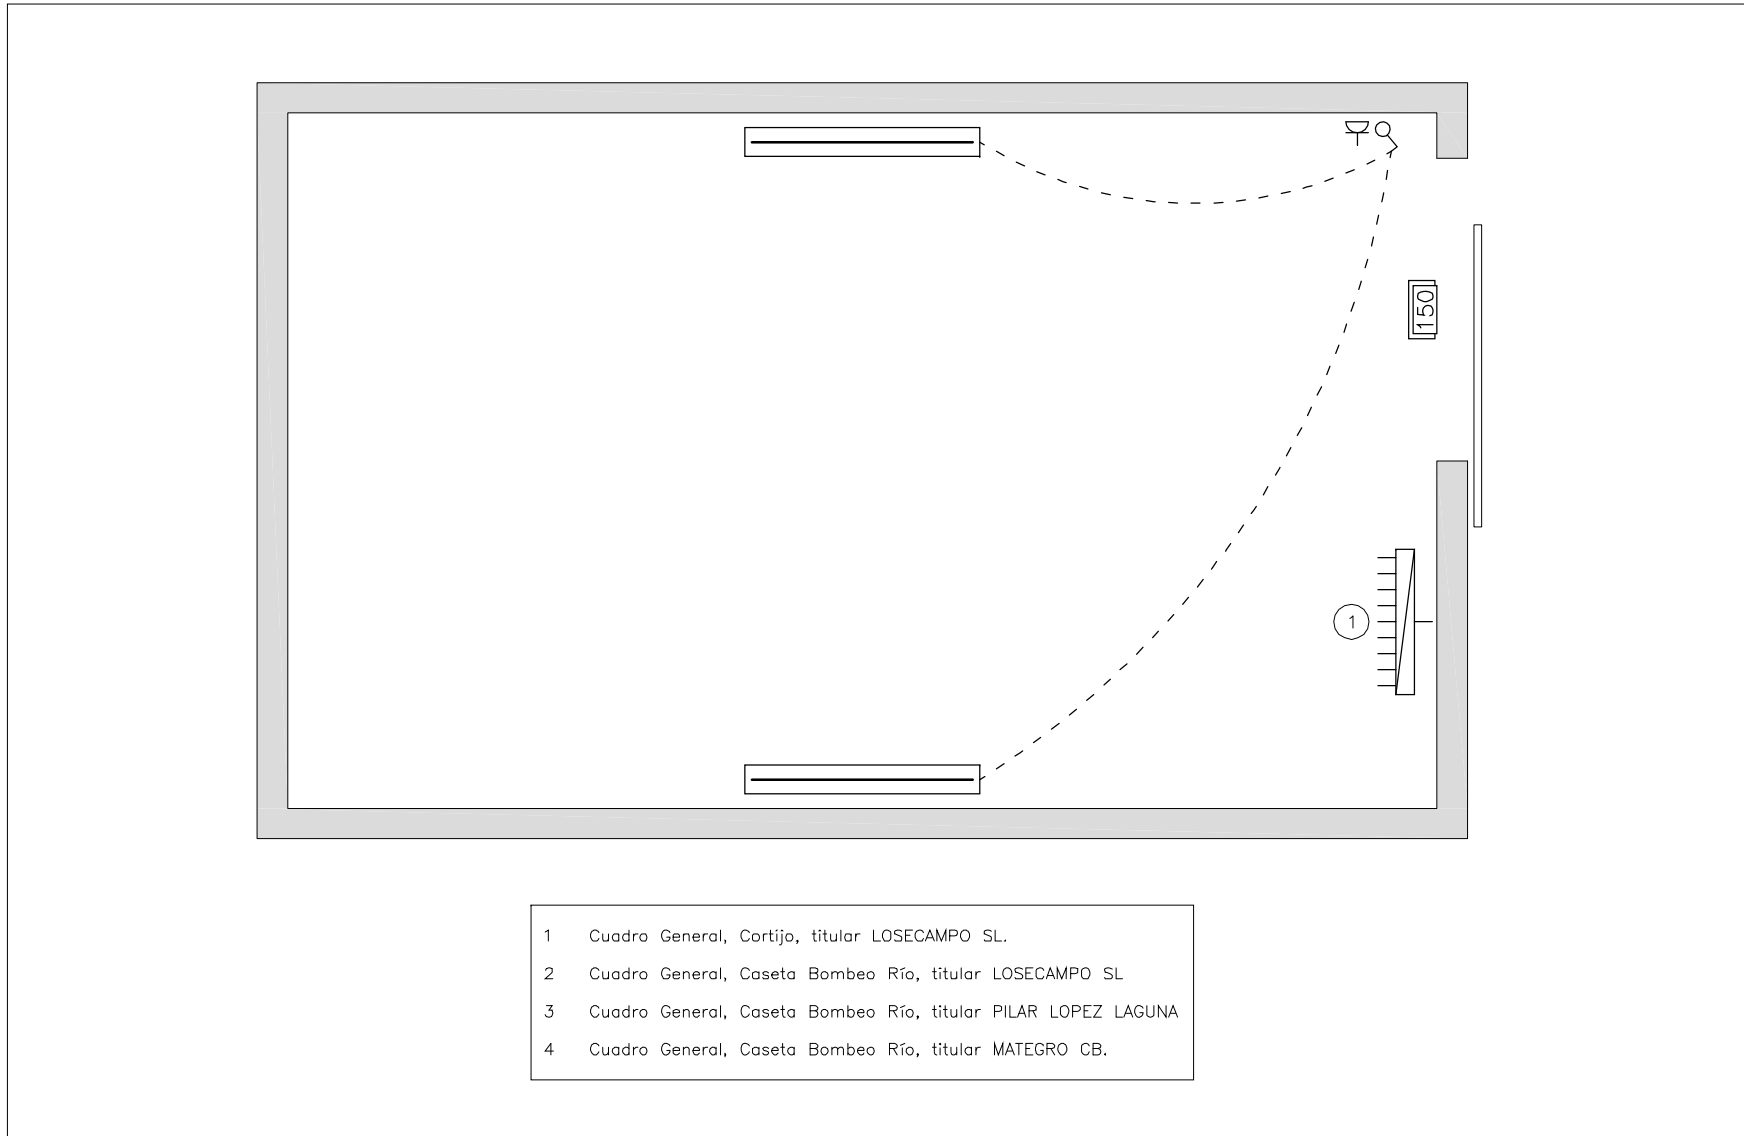 150
1
1 Cuadro General, Cortijo, titular LOSECAMPO SL.
2 Cuadro General, Caseta Bombeo Río, titular LOSECAMPO SL
3 Cuadro General, Caseta Bombeo Río, titular PILAR LOPEZ LAGUNA
4 Cuadro General, Caseta Bombeo Río, titular MATEGRO CB.